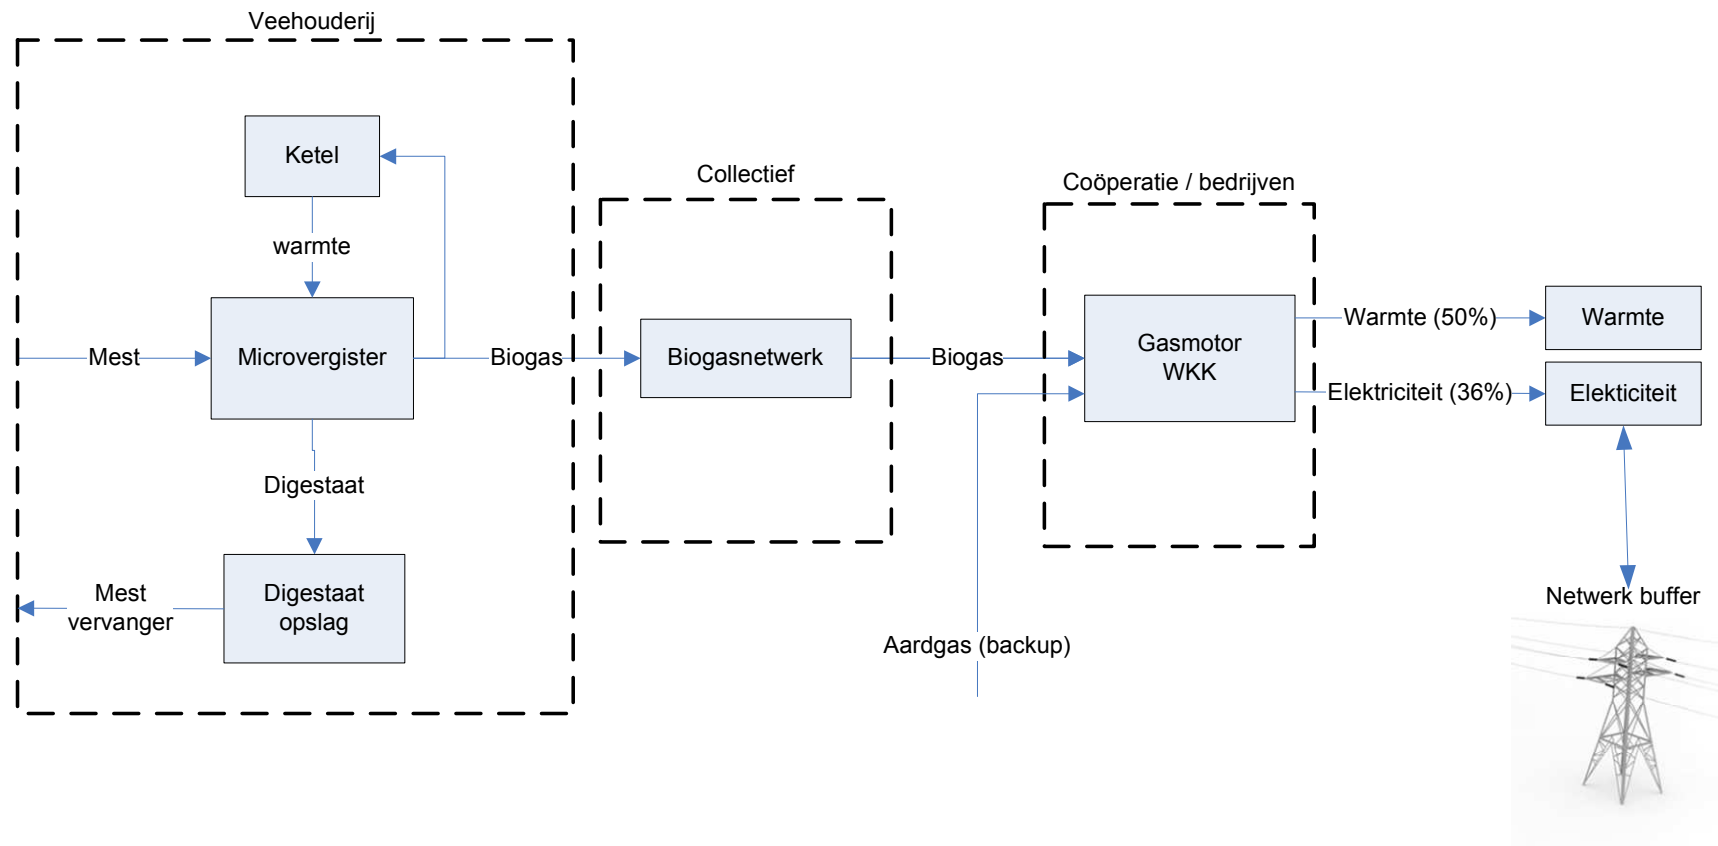 Veehouderij
Ketel
warmte
Mest
Microvergister
Biogas
Digestaat
Mest
vervanger
Digestaat
opslag
Collectief
Biogasnetwerk
Biogas
Coöperatie / bedrijven
Gasmotor
WKK
Aardgas (backup)
Warmte (50%)
Warmte
Elektriciteit (36%)
Elekticiteit
Netwerk buffer